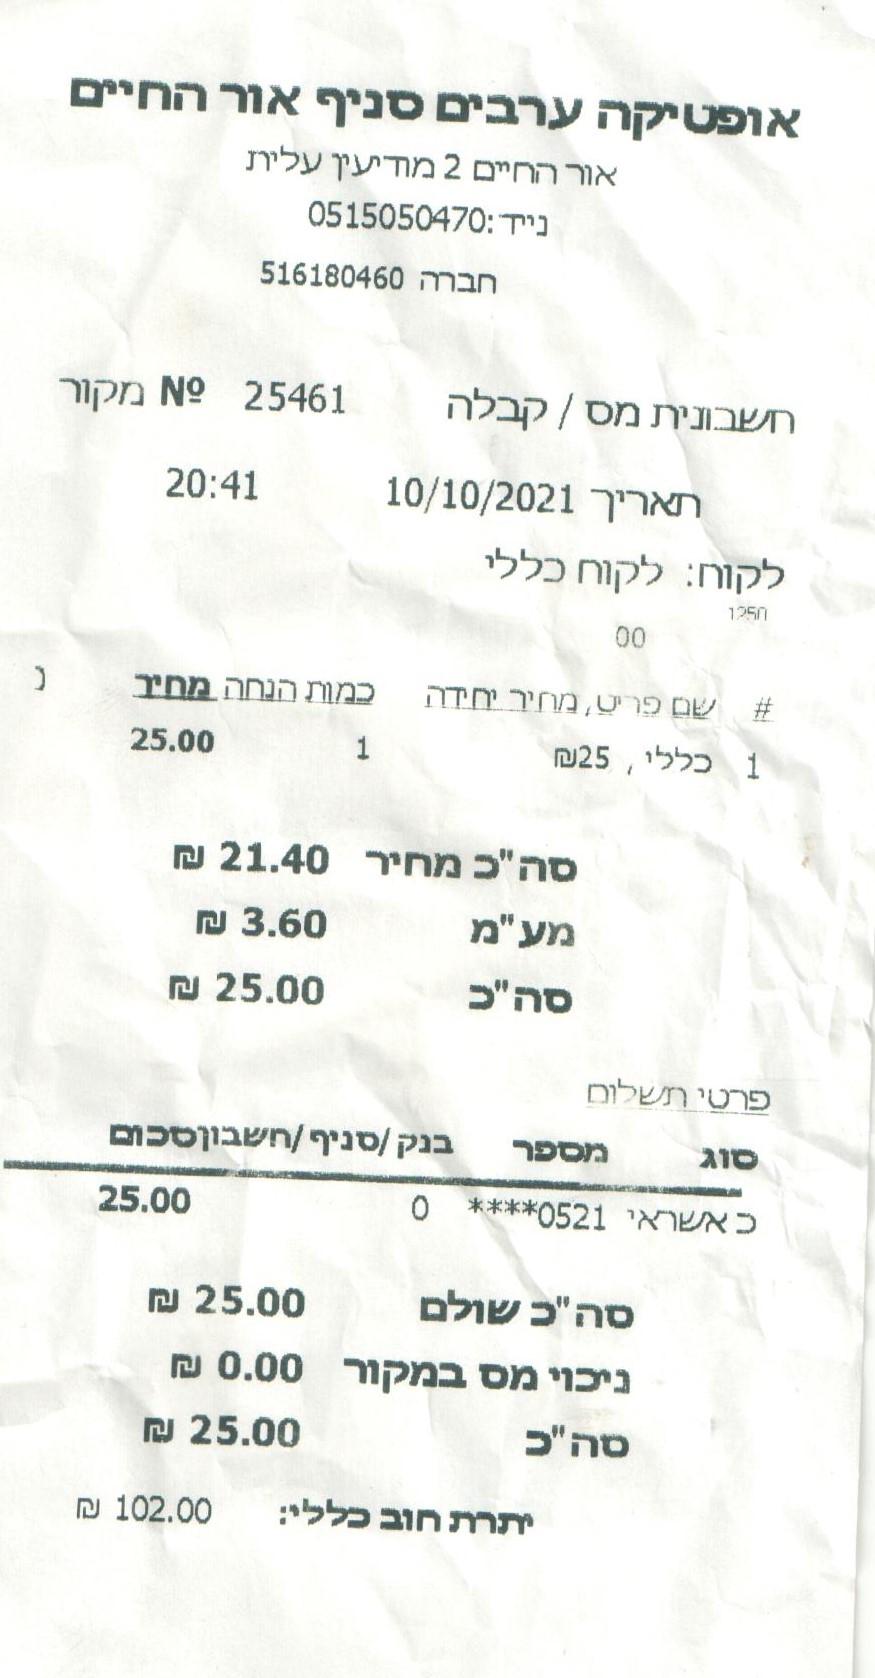 אופטיקה ערבים סניף אור החיים
אור החיים 2 מודיעין עלית
נייד:0515050470
חברה 516180460
חשבונית מס / קבלה 25461 № מקור
תאריך 10/10/2021 20:41
לקוח: לקוח כללי
00
# שם פריט, מחיר יחידה כמות הנחה מחיר
1 כללי , 25₪ 1 25.00
סה"כ מחיר 21.40 ₪
מע"מ 3.60 ₪
סה"כ 25.00 ₪
פרטי תשלום
סוג מספר בנק /סניף /חשבון סכום
כ אשראי 0521**** 0 25.00
סה"כ שולם 25.00 ₪
ניכוי מס במקור 0.00 ₪
סה"כ 25.00 ₪
יתרת חוב כללי: 102.00 ₪